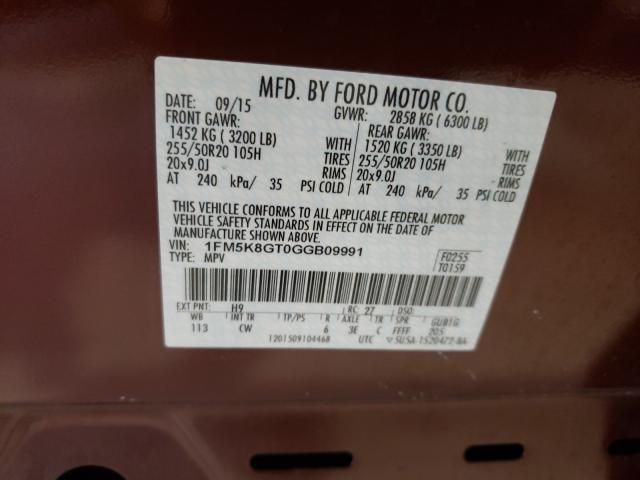 MFD. BY FORD MOTOR CO.
DATE: 09/15 GVWR: 2858 KG ( 6300 LB)
FRONT GAWR: REAR GAWR:
1452 KG ( 3200 LB) WITH 1520 KG ( 3350 LB) WITH
255/50R20 105H TIRES 255/50R20 105H TIRES
20x9.0J RIMS 20x9.0J RIMS
AT 240 kPa/ 35 PSI COLD AT 240 kPa/ 35 PSI COLD
THIS VEHICLE CONFORMS TO ALL APPLICABLE FEDERAL MOTOR
VEHICLE SAFETY STANDARDS IN EFFECT ON THE DATE OF
MANUFACTURE SHOWN ABOVE.
VIN: 1FM5K8GT0GGB09991 F0255
TYPE: MPV T0159
EXT PNT: H9 RC: 27 DSO:
WB INT TR TP/PS R AXLE TR SPR GUB1G
113 CW 6 3E C FFFF 205
1201509104468 UTC ▽5U5A-1520472-BA